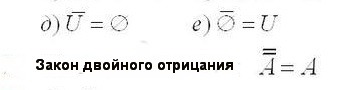 д) U̅ = ∅ е) ∅̅ = U
Закон двойного отрицания A̿ = A